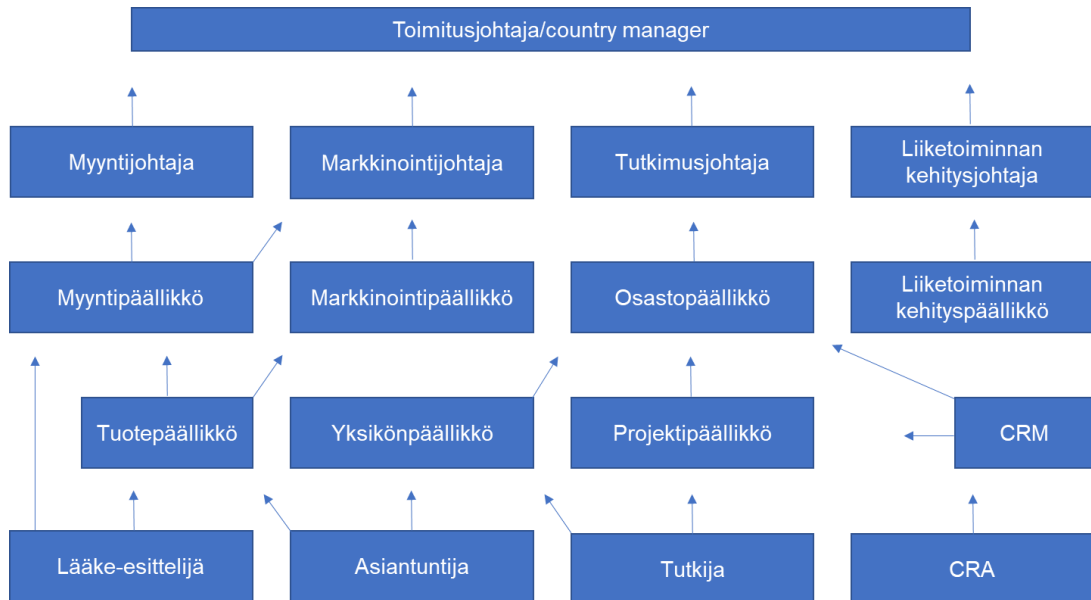 Toimitusjohtaja/country manager
Myyntijohtaja
Markkinointijohtaja
Tutkimusjohtaja
Liiketoiminnan
kehitysjohtaja
Myyntipäällikkö
Markkinointipäällikkö
Osastopäällikkö
Liiketoiminnan
kehityspäällikkö
Tuotepäällikkö
Yksikönpäällikkö
Projektipäällikkö
CRM
Lääke-esittelijä
Asiantuntija
Tutkija
CRA